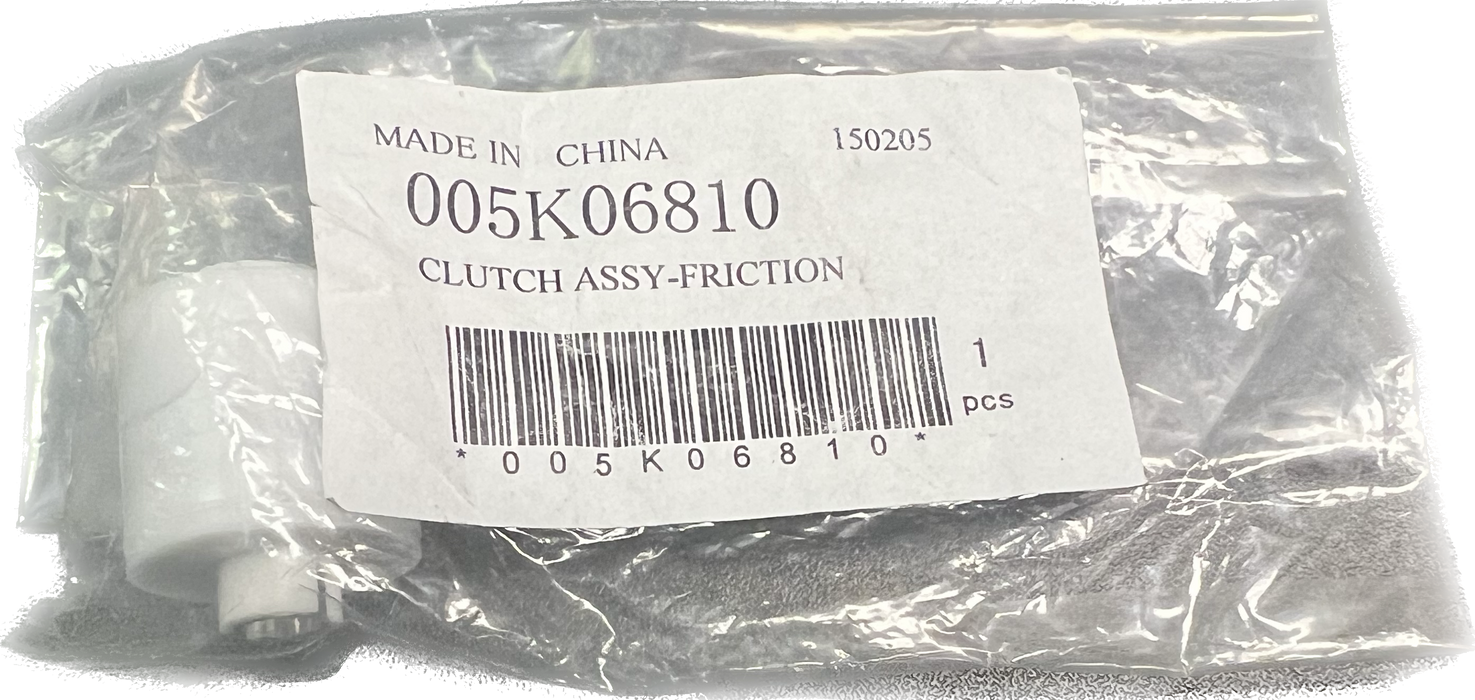 MADE IN CHINA 150205
005K06810
CLUTCH ASSY-FRICTION
1
pcs
*005K06810*